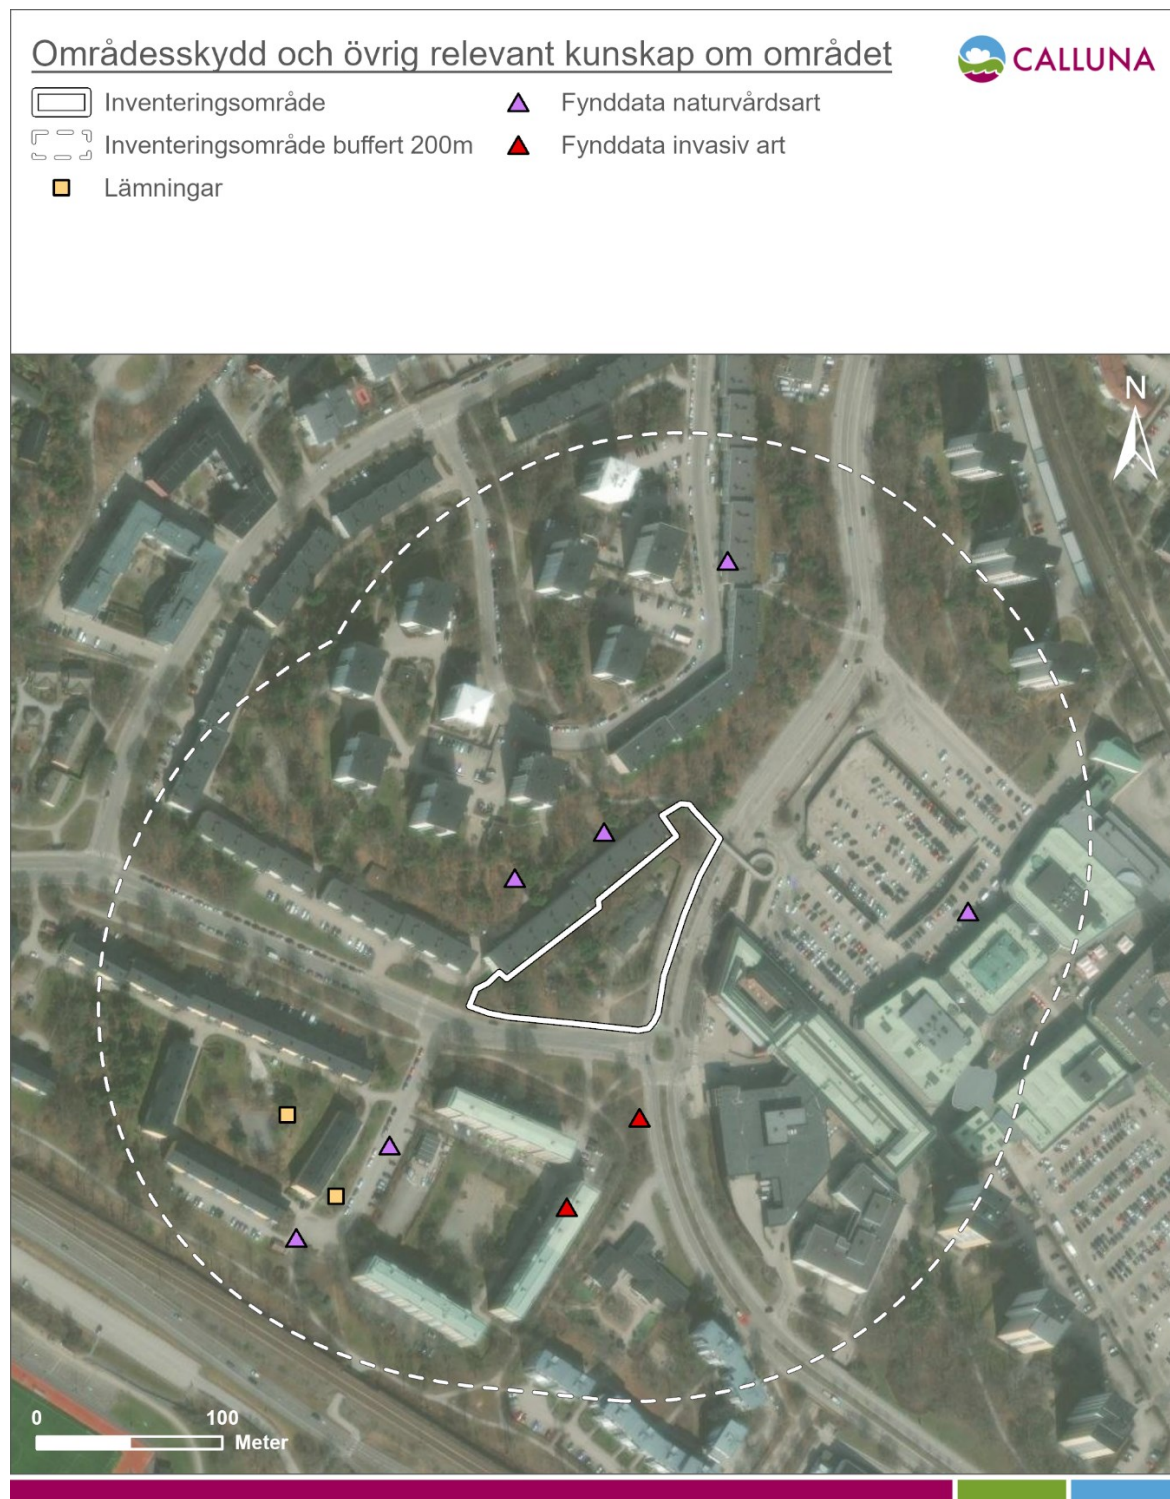 Områdesskydd och övrig relevant kunskap om området
CALLUNA
Inventeringsområde
Fynddata naturvårdsart
Inventeringsområde buffert 200m
Fynddata invasiv art
Lämningar
N
0 100
Meter